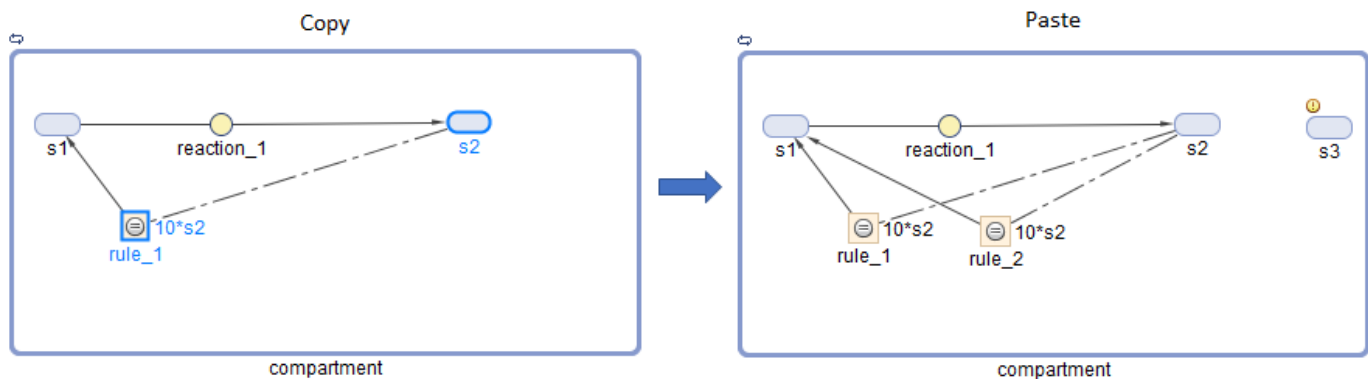 Copy
s1
reaction_1
s2
10*s2
rule_1
compartment
Paste
s1
reaction_1
s2
s3
10*s2
rule_1
10*s2
rule_2
compartment